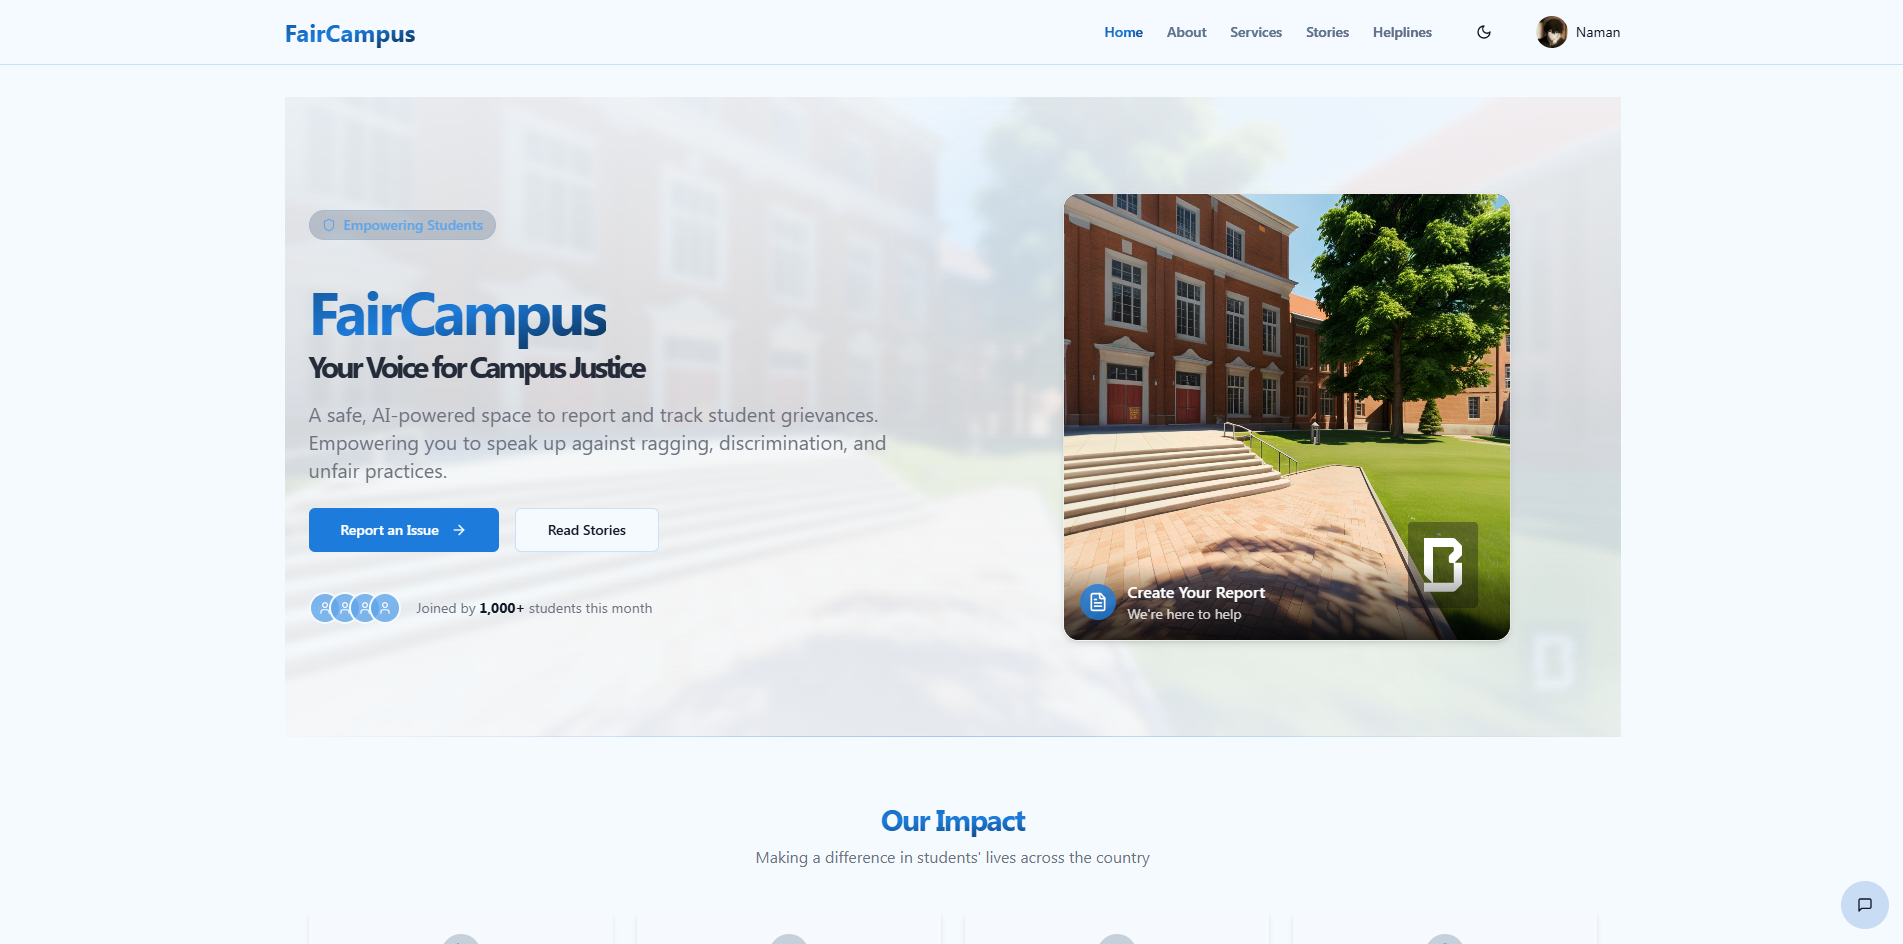 FairCampus
Home About Services Stories Helplines Naman
Empowering Students
FairCampus
Your Voice for Campus Justice
A safe, AI-powered space to report and track student grievances.
Empowering you to speak up against ragging, discrimination, and
unfair practices.
Report an Issue
Read Stories
Joined by 1,000+ students this month
B
Create Your Report
We're here to help
Our Impact
Making a difference in students' lives across the country